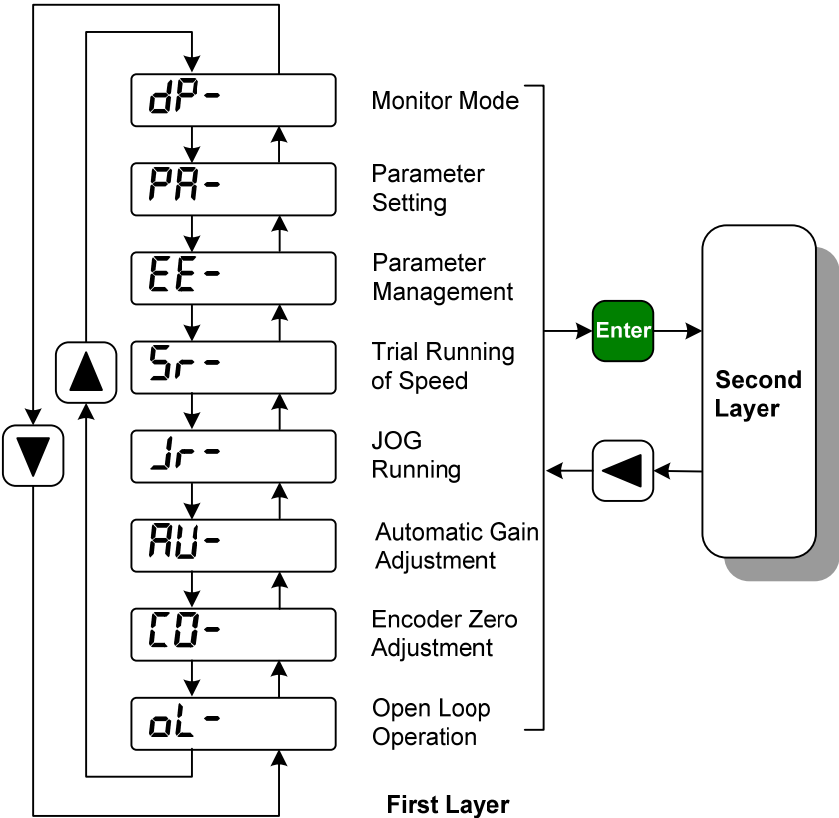 dP-
Monitor Mode
PA-
Parameter
Setting
EE-
Parameter
Management
Enter
Sr-
Trial Running
of Speed
Second
Layer
Jr-
JOG
Running
AU-
Automatic Gain
Adjustment
CO-
Encoder Zero
Adjustment
oL-
Open Loop
Operation
First Layer